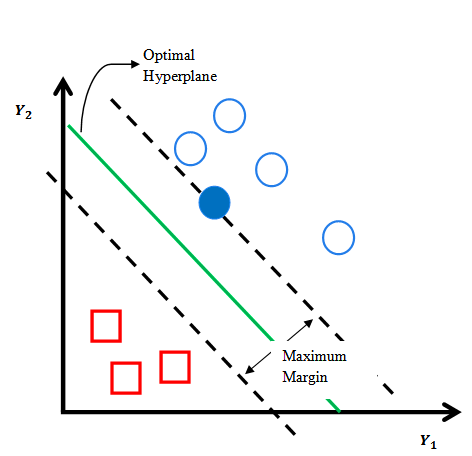 Optimal
Hyperplane
Y₂
Maximum
Margin
Y₁